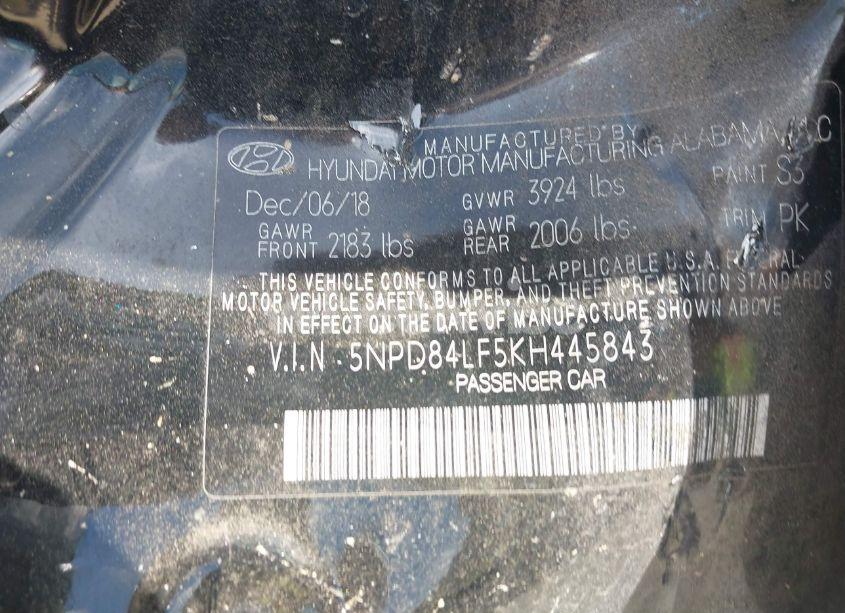 MANUFACTURED BY
HYUNDAI MOTOR MANUFACTURING ALABAMA, LLC
Dec/06/18 GVWR 3924 lbs PAINT S3
GAWR FRONT 2183 lbs GAWR REAR 2006 lbs TRIM PK
THIS VEHICLE CONFORMS TO ALL APPLICABLE U.S.A. FEDERAL
MOTOR VEHICLE SAFETY, BUMPER, AND THEFT PREVENTION STANDARDS
IN EFFECT ON THE DATE OF MANUFACTURE SHOWN ABOVE
V.I.N - 5NPD84LF5KH445843
PASSENGER CAR